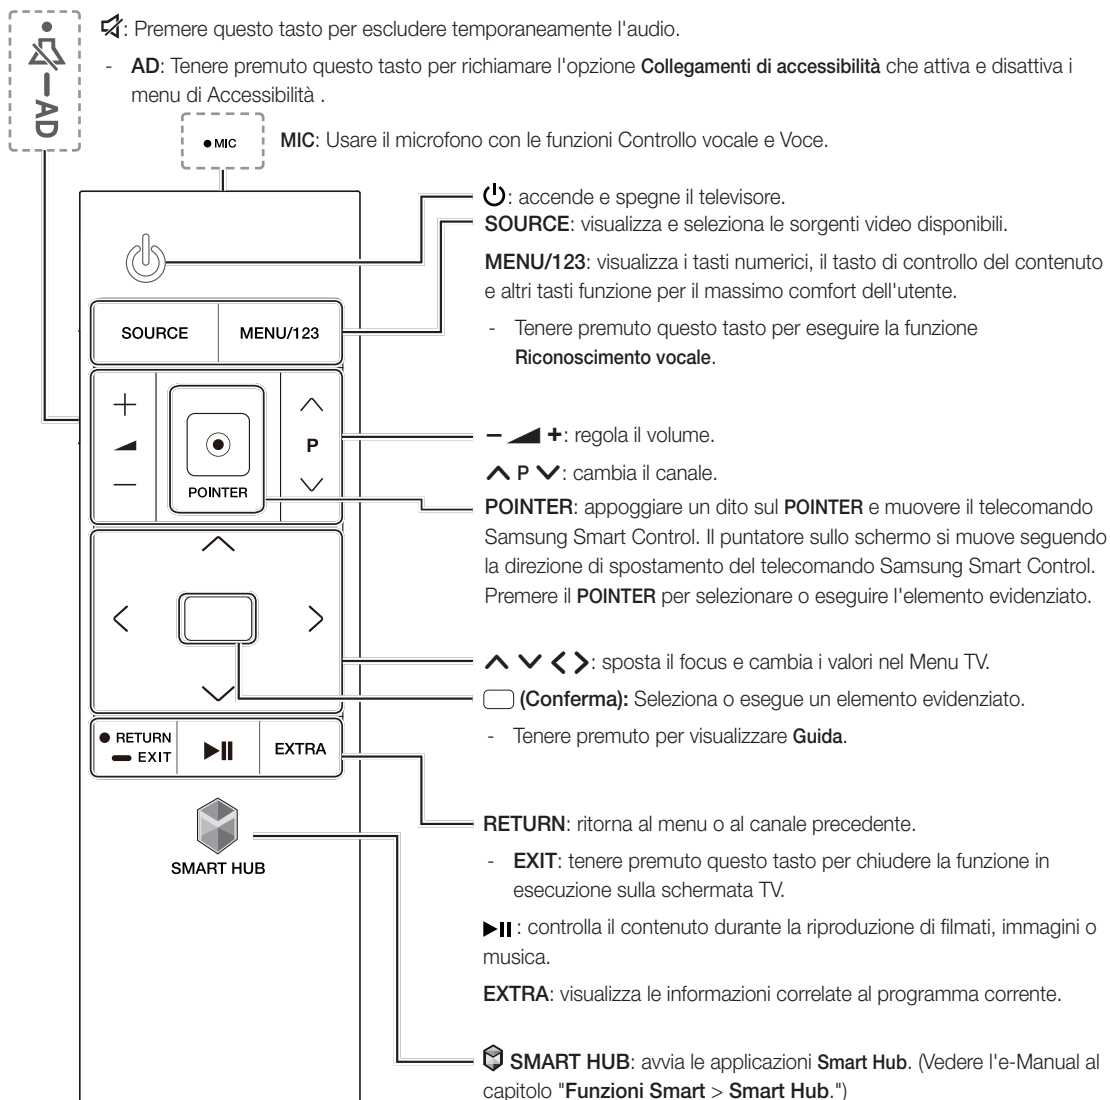 : Premere questo tasto per escludere temporaneamente l'audio.
- AD: Tenere premuto questo tasto per richiamare l'opzione Collegamenti di accessibilità che attiva e disattiva i
menu di Accessibilità .
AD
MIC
MIC: Usare il microfono con le funzioni Controllo vocale e Voce.
: accende e spegne il televisore.
SOURCE: visualizza e seleziona le sorgenti video disponibili.
MENU/123: visualizza i tasti numerici, il tasto di controllo del contenuto
e altri tasti funzione per il massimo comfort dell'utente.
- Tenere premuto questo tasto per eseguire la funzione
Riconoscimento vocale.
SOURCE
MENU/123
+
P
−
POINTER
− +: regola il volume.
P : cambia il canale.
POINTER: appoggiare un dito sul POINTER e muovere il telecomando
Samsung Smart Control. Il puntatore sullo schermo si muove seguendo
la direzione di spostamento del telecomando Samsung Smart Control.
Premere il POINTER per selezionare o eseguire l'elemento evidenziato.
: sposta il focus e cambia i valori nel Menu TV.
(Conferma): Seleziona o esegue un elemento evidenziato.
- Tenere premuto per visualizzare Guida.
RETURN
EXIT
EXTRA
RETURN: ritorna al menu o al canale precedente.
- EXIT: tenere premuto questo tasto per chiudere la funzione in
esecuzione sulla schermata TV.
: controlla il contenuto durante la riproduzione di filmati, immagini o
musica.
EXTRA: visualizza le informazioni correlate al programma corrente.
SMART HUB
SMART HUB: avvia le applicazioni Smart Hub. (Vedere l'e-Manual al
capitolo "Funzioni Smart > Smart Hub.")